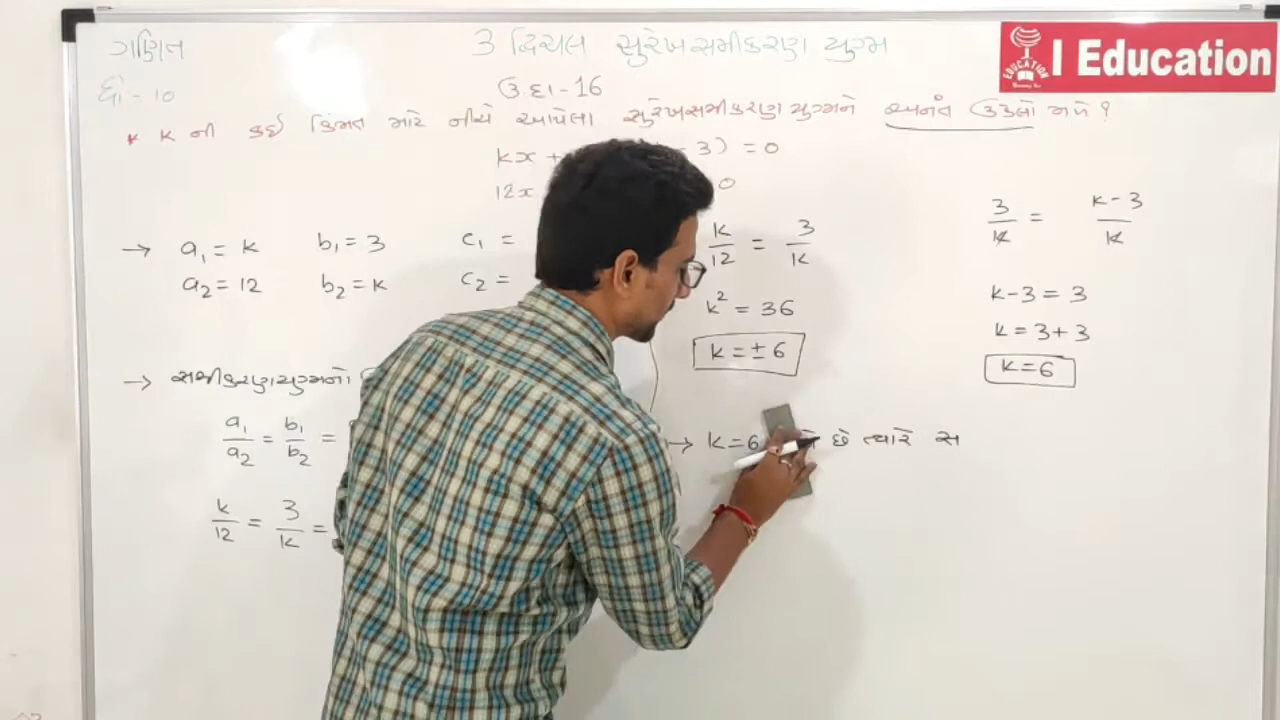 ગણિત
ધો - 10
3 દ્વિચલ સુરેખ સમીકરણ યુગ્મ
ઉદા - 16
I Education
EDUCATION
* K ની કઈ કિંમત માટે નીચે આપેલા સુરેખસમીકરણયુગ્મને અનંત ઉકેલો મળે ?
kx + - 3) = 0
12x 0
→ a₁ = k b₁ = 3 c₁ =
a₂ = 12 b₂ = k c₂ =
→ સમીકરણયુગ્મનો
a₁/a₂ = b₁/b₂ =
k/12 = 3/k =
k/12 = 3/k
k² = 36
k = ± 6
3/k = k - 3/k
k - 3 = 3
k = 3 + 3
k = 6
→ k = 6 છે ત્યારે સ